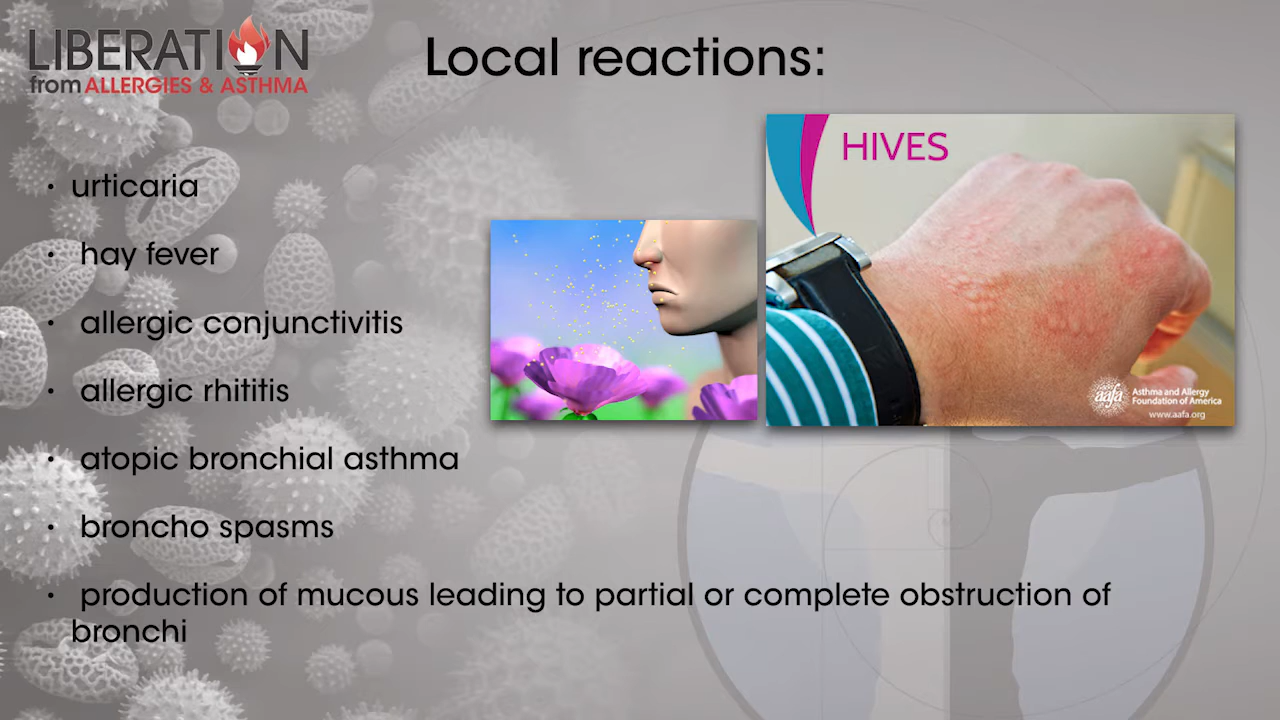 LIBERATION
from ALLERGIES & ASTHMA
Local reactions:
HIVES
• urticaria
• hay fever
• allergic conjunctivitis
• allergic rhititis
• atopic bronchial asthma
• broncho spasms
• production of mucous leading to partial or complete obstruction of
bronchi
aafa
Asthma and Allergy
Foundation of America
www.aafa.org